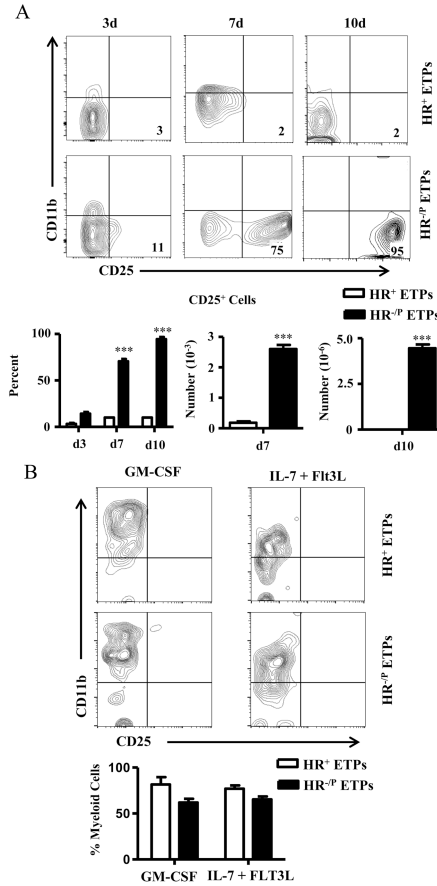 A
3d 7d 10d
3 2 2
HR+ ETPs
11 75 95
HR-/P ETPs
CD11b
CD25
CD25+ Cells
HR+ ETPs
HR-/P ETPs
Percent
100
50
0
***
***
d3 d7 d10
Number (10-3)
3
2
1
0
***
d7
Number (10-6)
5.0
2.5
0.0
***
d10
B
GM-CSF IL-7 + Flt3L
HR+ ETPs
HR-/P ETPs
CD11b
CD25
HR+ ETPs
HR-/P ETPs
% Myeloid Cells
100
50
0
GM-CSF IL-7 + FLT3L